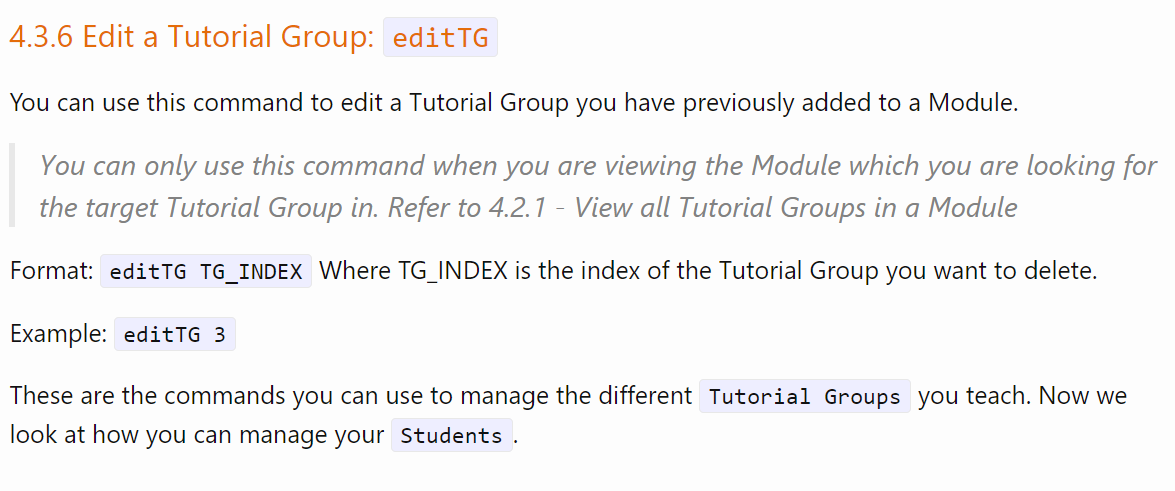 4.3.6 Edit a Tutorial Group: editTG
You can use this command to edit a Tutorial Group you have previously added to a Module.
You can only use this command when you are viewing the Module which you are looking for
the target Tutorial Group in. Refer to 4.2.1 - View all Tutorial Groups in a Module
Format: editTG TG_INDEX Where TG_INDEX is the index of the Tutorial Group you want to delete.
Example: editTG 3
These are the commands you can use to manage the different Tutorial Groups you teach. Now we
look at how you can manage your Students.